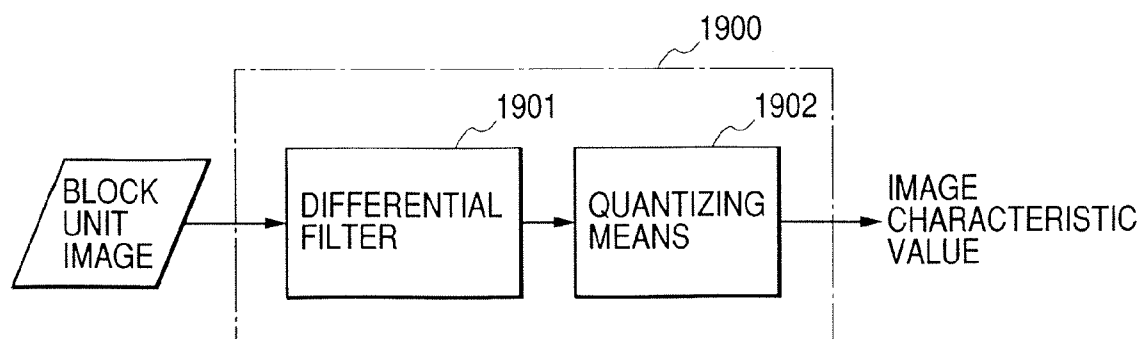 1900
1901
1902
BLOCK
UNIT
IMAGE
DIFFERENTIAL
FILTER
QUANTIZING
MEANS
IMAGE
CHARACTERISTIC
VALUE